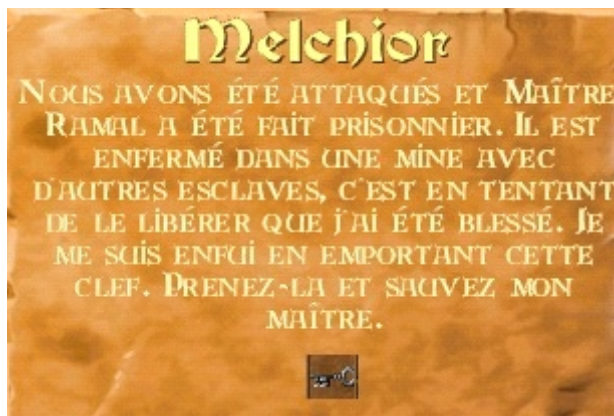 Melchior
Nous avons été attaqués et Maître
Ramal a été fait prisonnier. Il est
enfermé dans une mine avec
d'autres esclaves, c'est en tentant
de le libérer que j'ai été blessé. Je
me suis enfui en emportant cette
clef. Prenez-la et sauvez mon
maître.